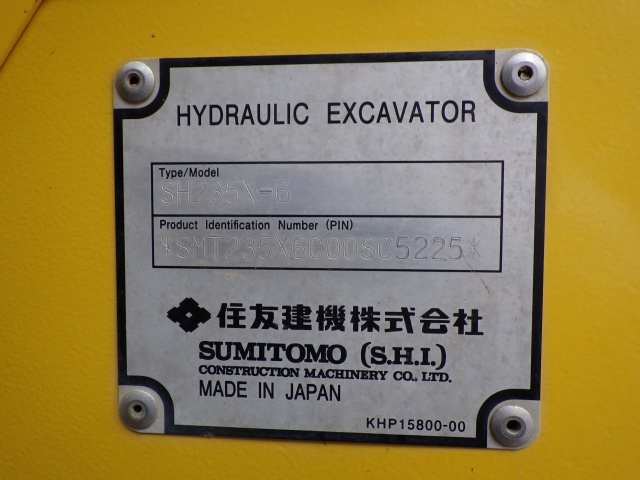 HYDRAULIC EXCAVATOR
Type/Model
SH235X-6
Product Identification Number (PIN)
*SMT235X6C00SC5225*
住友建機株式会社
SUMITOMO (S.H.I.)
CONSTRUCTION MACHINERY CO., LTD.
MADE IN JAPAN
KHP15800-00